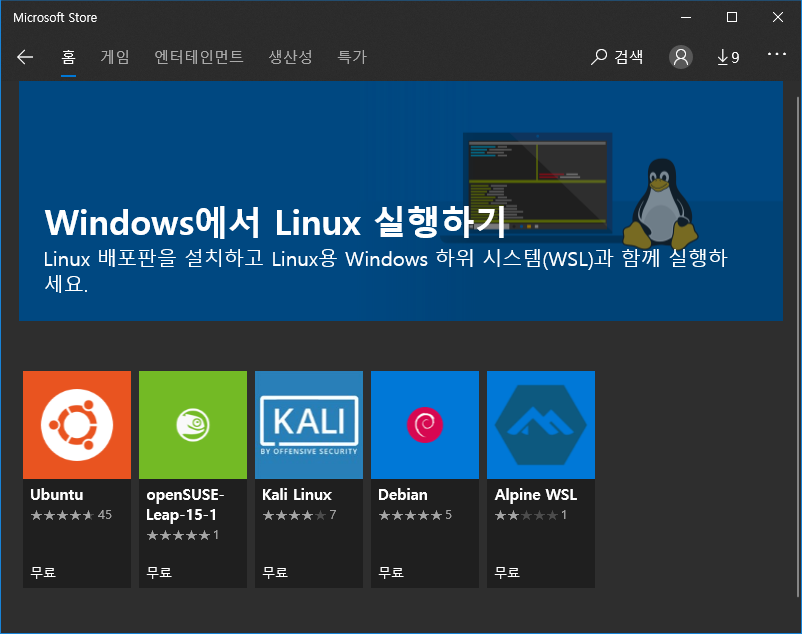 Microsoft Store
홈 게임 엔터테인먼트 생산성 특가 검색 9
Windows에서 Linux 실행하기
Linux 배포판을 설치하고 Linux용 Windows 하위 시스템(WSL)과 함께 실행하
세요.
KALI
BY OFFENSIVE SECURITY
Ubuntu
45
무료
openSUSE-
Leap-15-1
1
무료
Kali Linux
7
무료
Debian
5
무료
Alpine WSL
1
무료